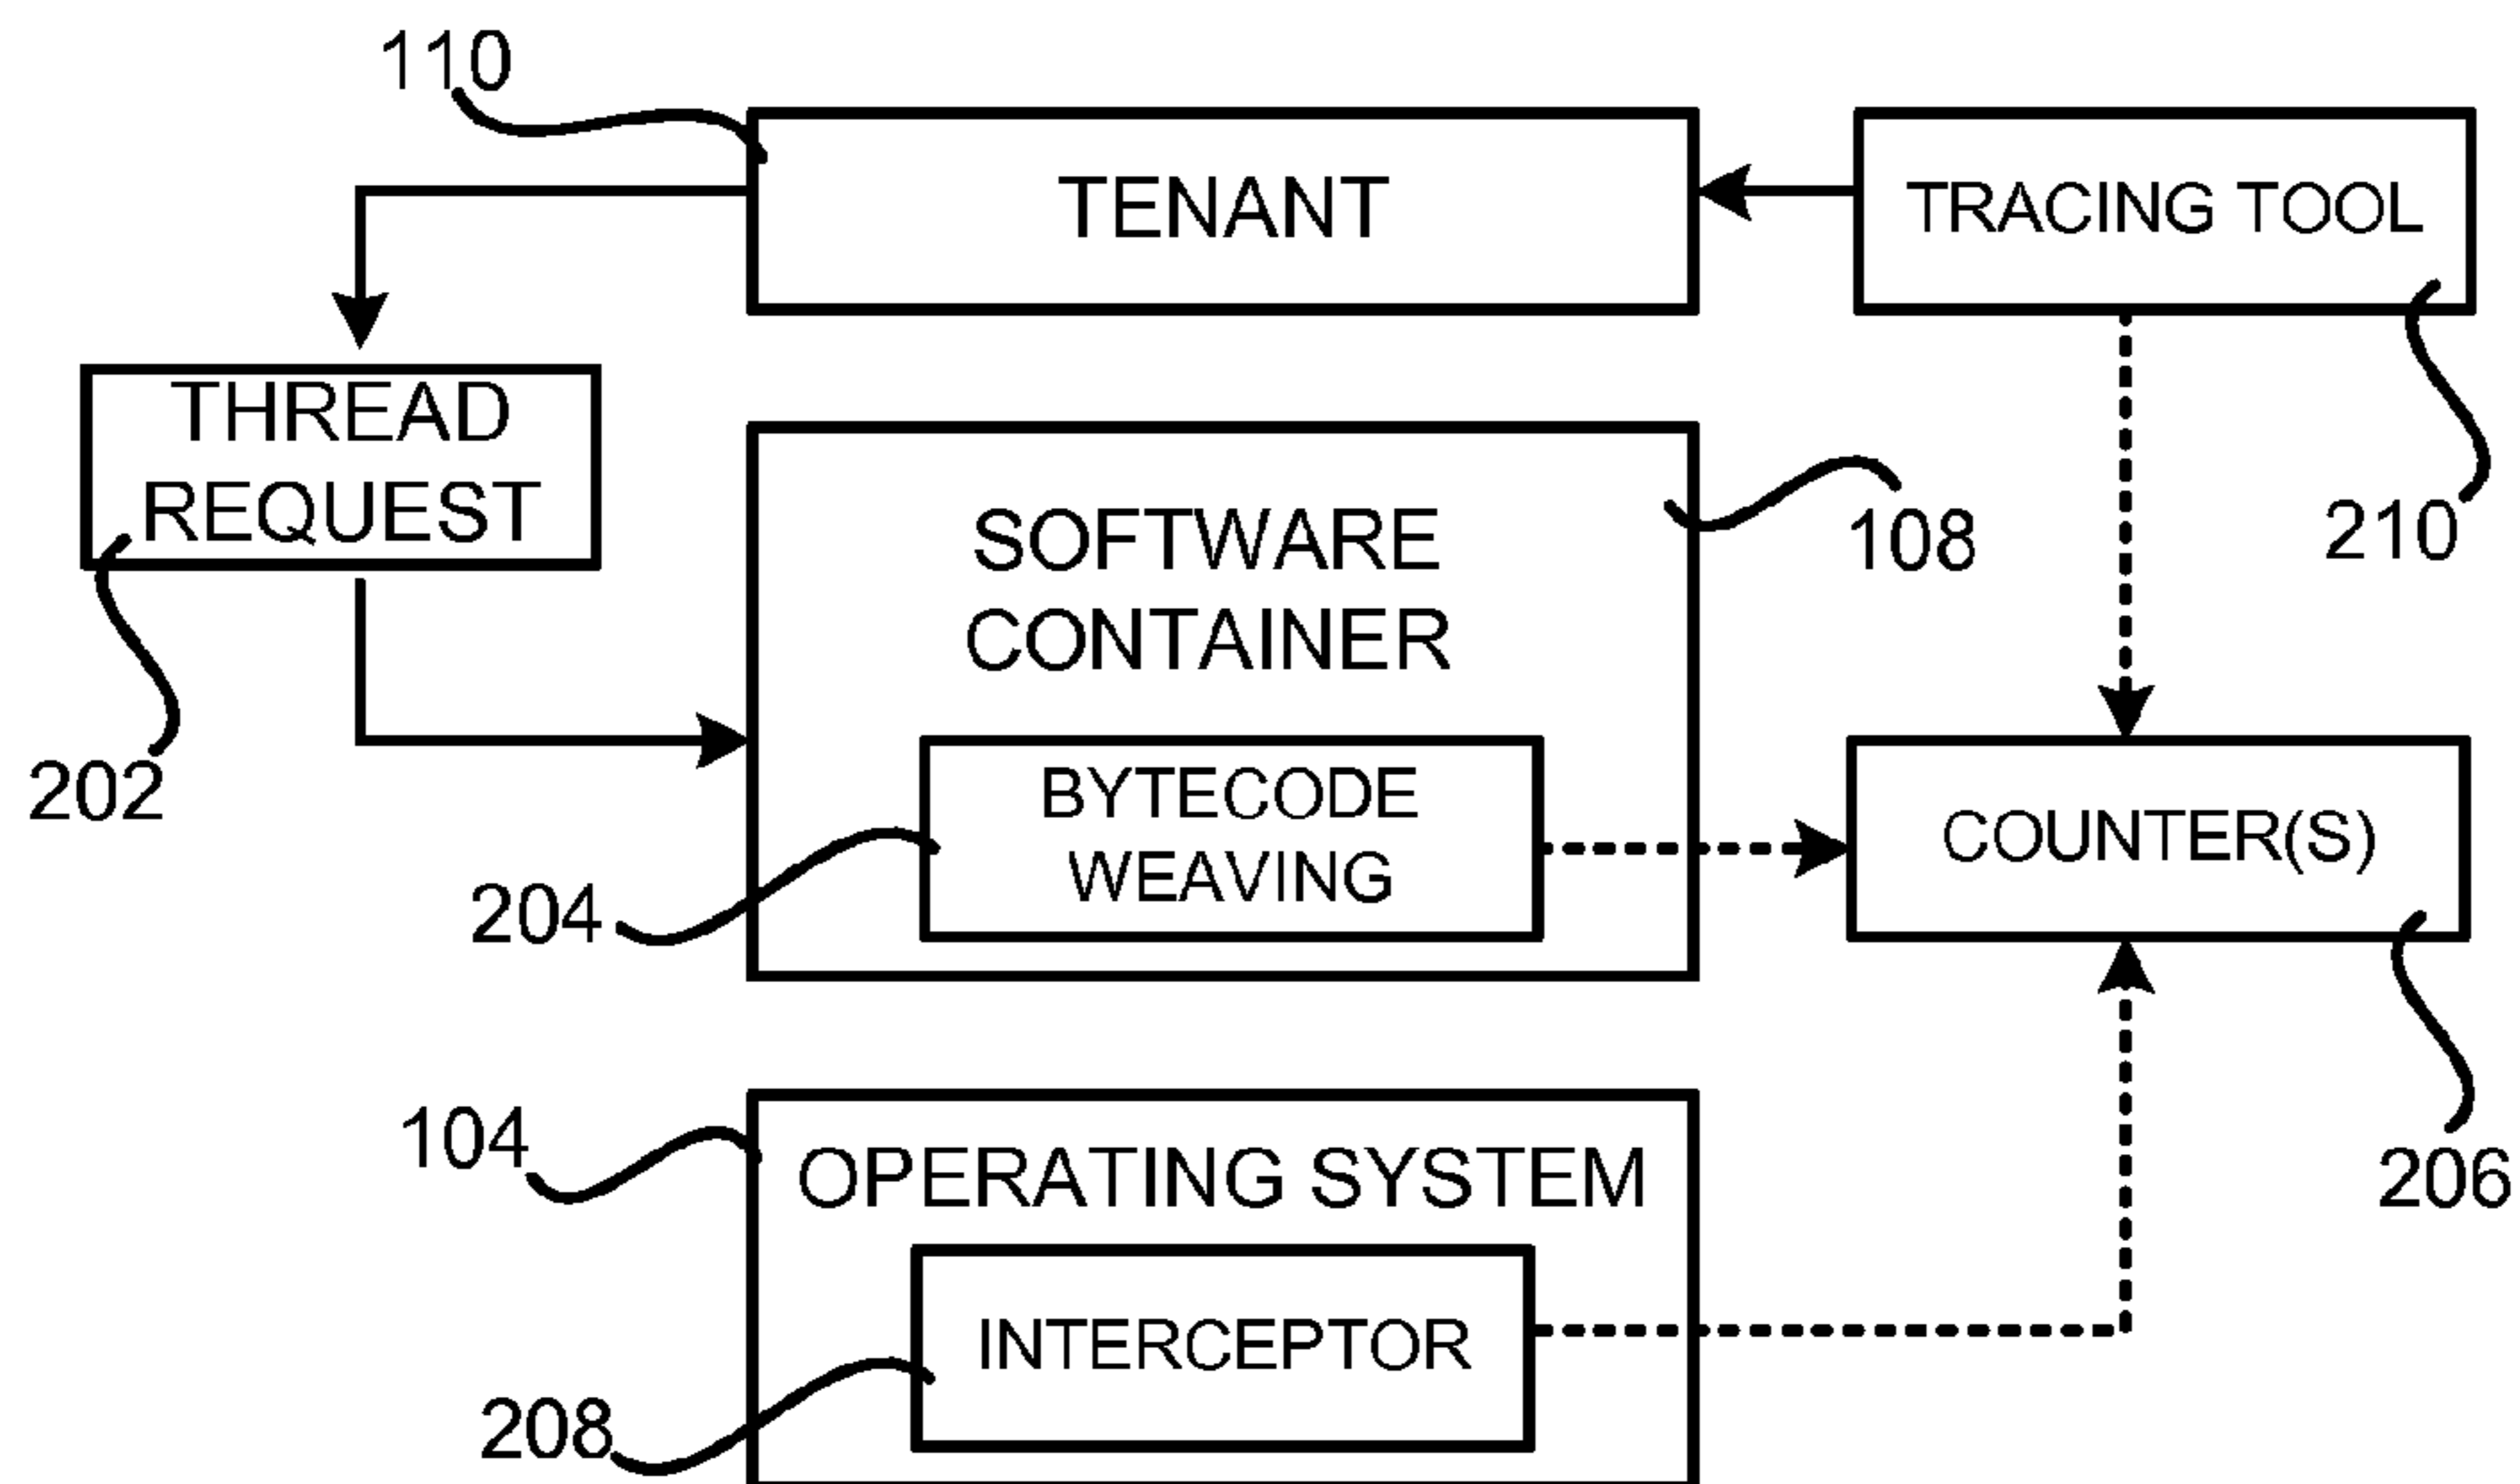 110
TENANT
TRACING TOOL
THREAD
REQUEST
SOFTWARE
CONTAINER
108
210
202
BYTECODE
WEAVING
204
COUNTER(S)
104
OPERATING SYSTEM
206
INTERCEPTOR
208